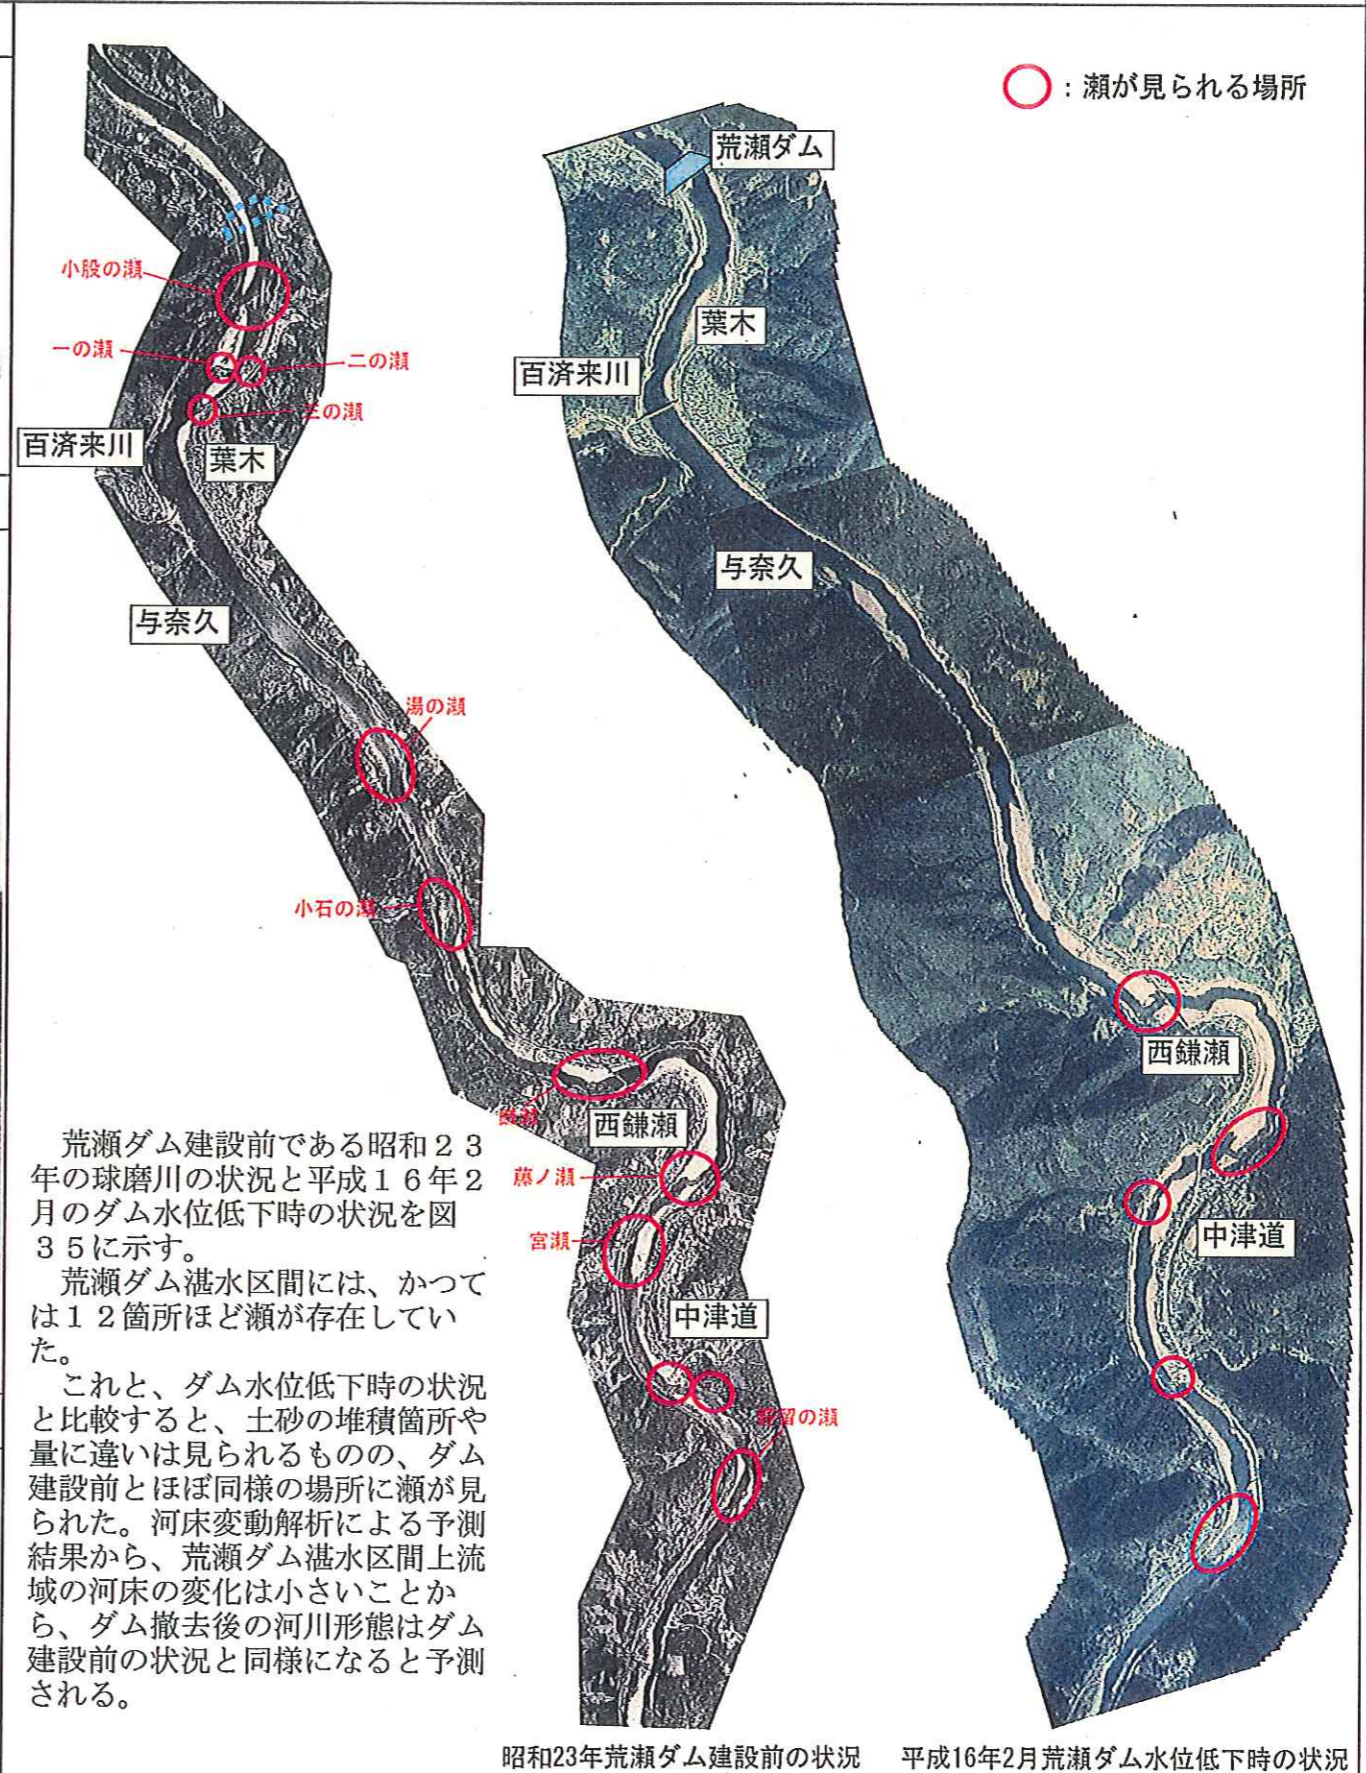 ：瀬が見られる場所
荒瀬ダム
小股の瀬
葉木
一の瀬
二の瀬
百済来川
三の瀬
百済来川
葉木
与奈久
与奈久
湯の瀬
小石の瀬
西鎌瀬
西鎌瀬
藤ノ瀬
宮瀬
中津道
中津道
の瀬
荒瀬ダム建設前である昭和２３
年の球磨川の状況と平成１６年２
月のダム水位低下時の状況を図
３５に示す。
荒瀬ダム湛水区間には、かつて
は１２箇所ほど瀬が存在してい
た。
これと、ダム水位低下時の状況
と比較すると、土砂の堆積箇所や
量に違いは見られるものの、ダム
建設前とほぼ同様の場所に瀬が見
られた。河床変動解析による予測
結果から、荒瀬ダム湛水区間上流
域の河床の変化は小さいことか
ら、ダム撤去後の河川形態はダム
建設前の状況と同様になると予測
される。
昭和23年荒瀬ダム建設前の状況
平成16年2月荒瀬ダム水位低下時の状況